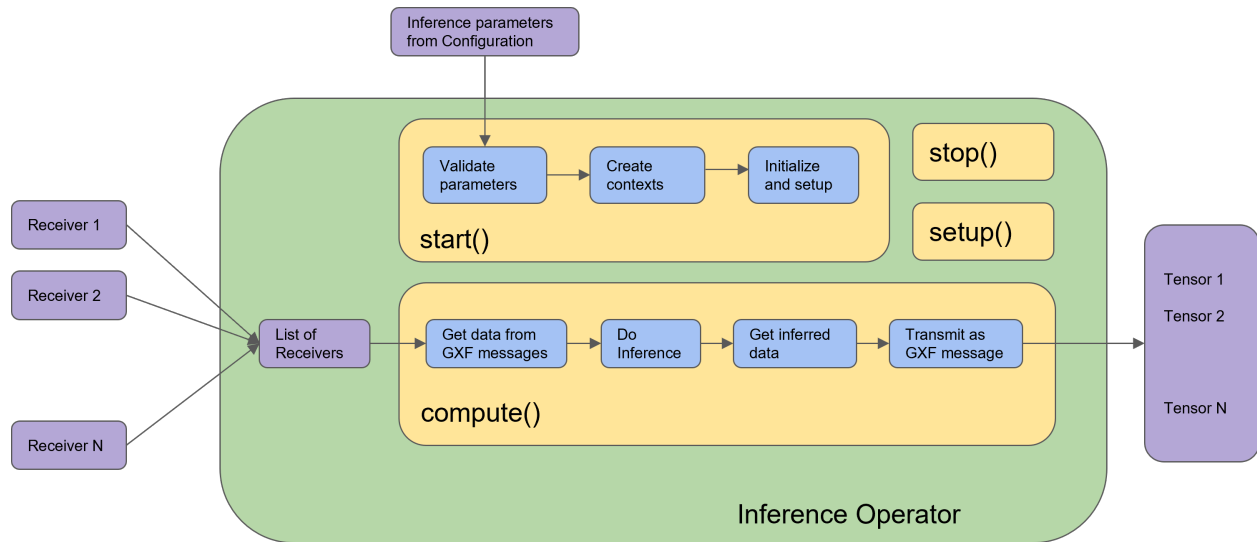 Inference parameters
from Configuration
Validate
parameters
Create
contexts
Initialize
and setup
start()
stop()
setup()
Receiver 1
Receiver 2
Receiver N
List of
Receivers
Get data from
GXF messages
Do
Inference
Get inferred
data
Transmit as
GXF message
compute()
Tensor 1
Tensor 2
Tensor N
Inference Operator